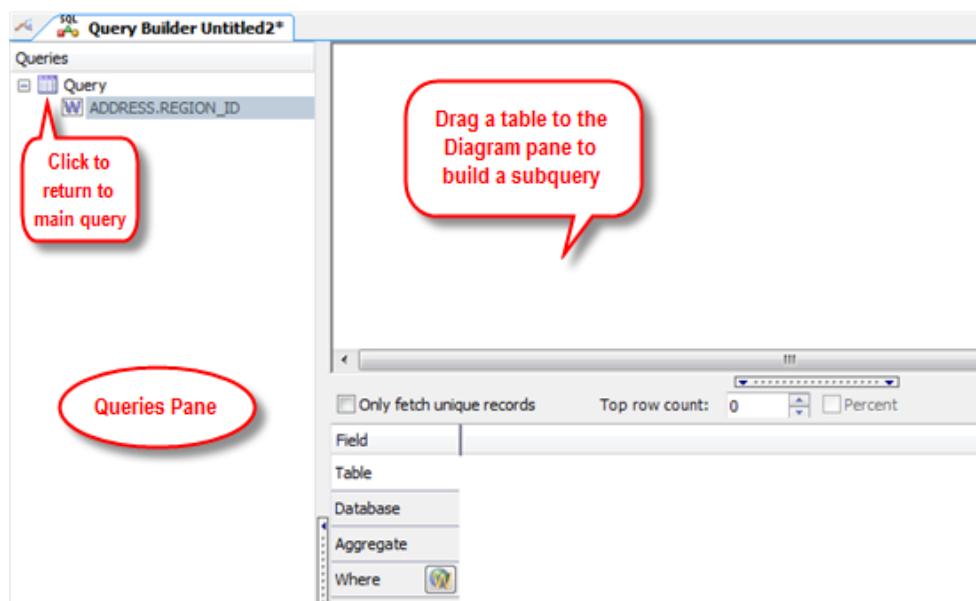 SQL
Query Builder Untitled2*
Queries
Query
W ADDRESS.REGION_ID
Click to
return to
main query
Queries Pane
Drag a table to the
Diagram pane to
build a subquery
Only fetch unique records
Top row count:
0
Percent
Field
Table
Database
Aggregate
Where